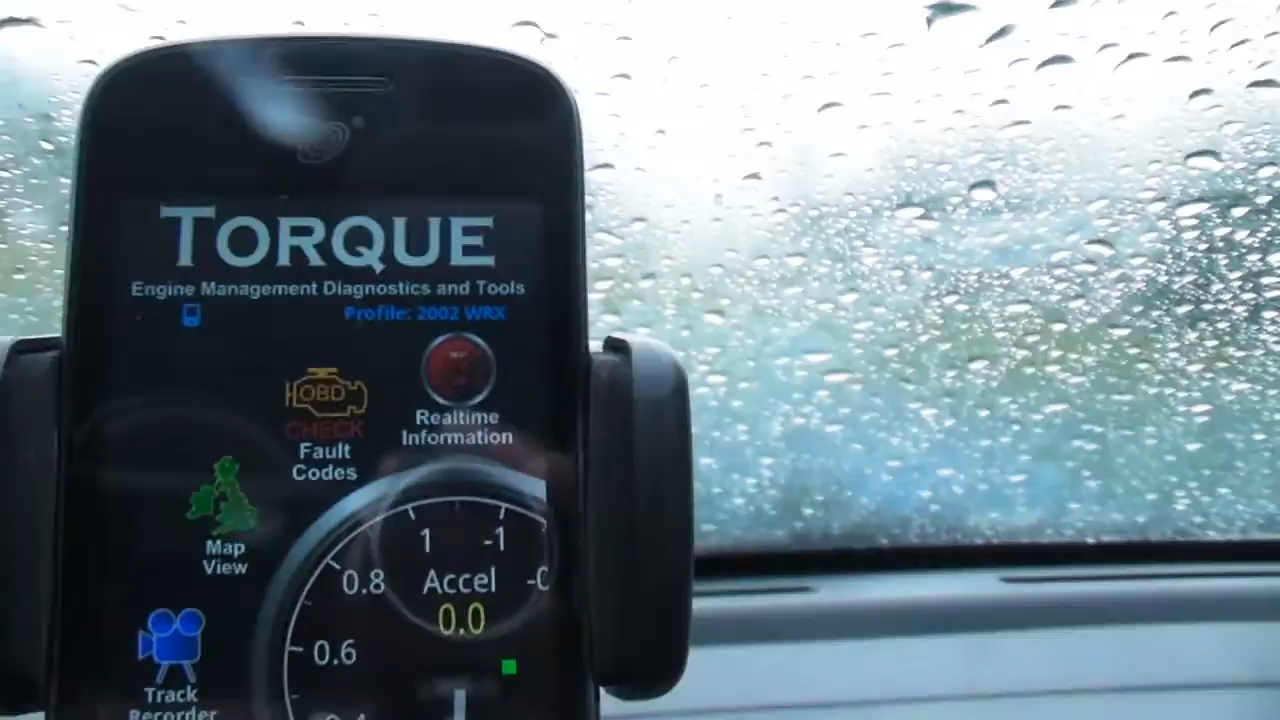 TORQUE
Engine Management Diagnostics and Tools
Profile: 2002 WRX
OBD
CHECK
Fault
Codes
Realtime
Information
Map
View
1 -1
0.8 Accel -0
0.0
0.6
Track
Recorder